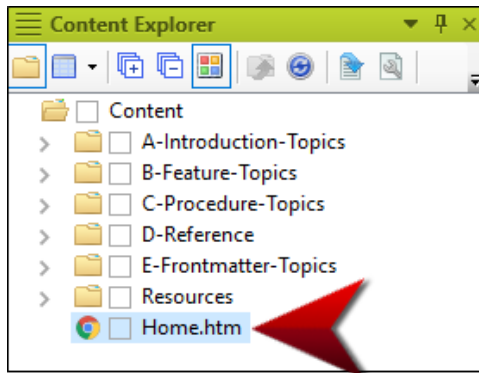 Content Explorer
Content
A-Introduction-Topics
B-Feature-Topics
C-Procedure-Topics
D-Reference
E-Frontmatter-Topics
Resources
Home.htm